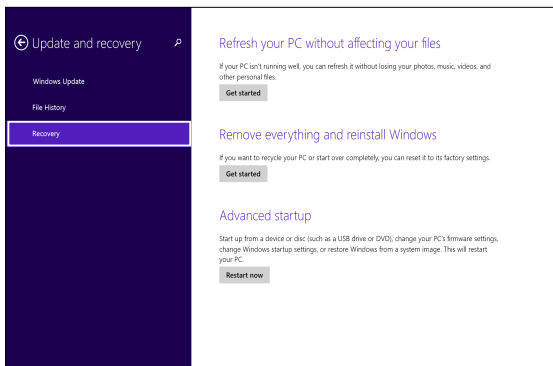 Update and recovery
Windows Update
File History
Recovery
Refresh your PC without affecting your files
If your PC isn't running well, you can refresh it without losing your photos, music, videos, and
other personal files.
Get started
Remove everything and reinstall Windows
If you want to recycle your PC or start over completely, you can reset it to its factory settings.
Get started
Advanced startup
Start up from a device or disc (such as a USB drive or DVD), change your PC's firmware settings,
change Windows startup settings, or restore Windows from a system image. This will restart
your PC.
Restart now